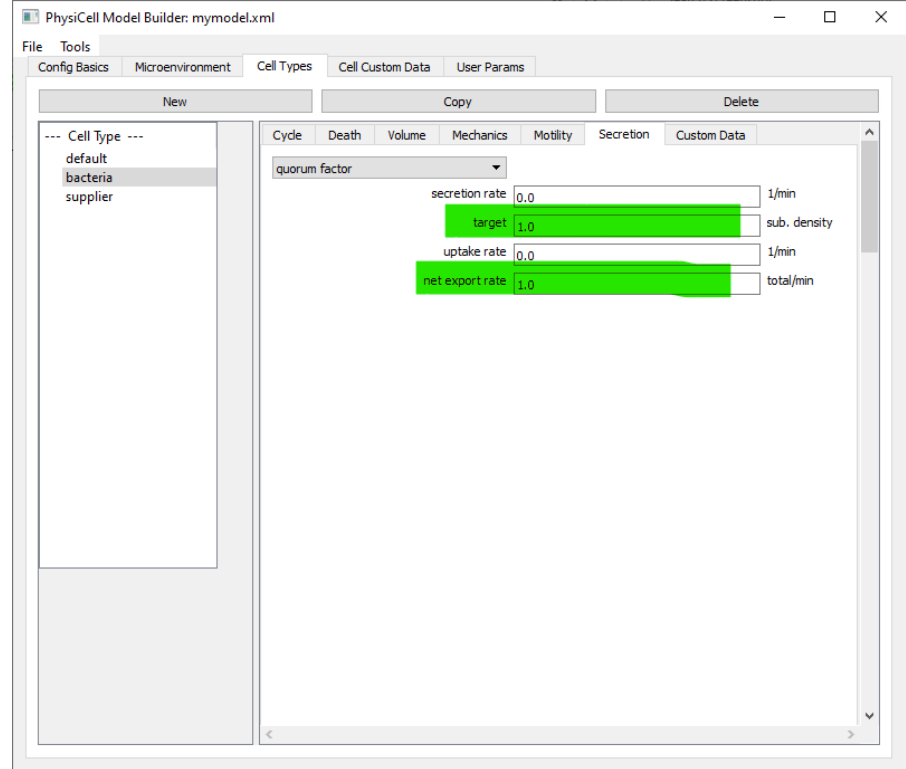 PhysiCell Model Builder: mymodel.xml
File Tools
Config Basics Microenvironment Cell Types Cell Custom Data User Params
New Copy Delete
--- Cell Type ---
default
bacteria
supplier
Cycle Death Volume Mechanics Motility Secretion Custom Data
quorum factor
secretion rate 0.0 1/min
target 1.0 sub. density
uptake rate 0.0 1/min
net export rate 1.0 total/min